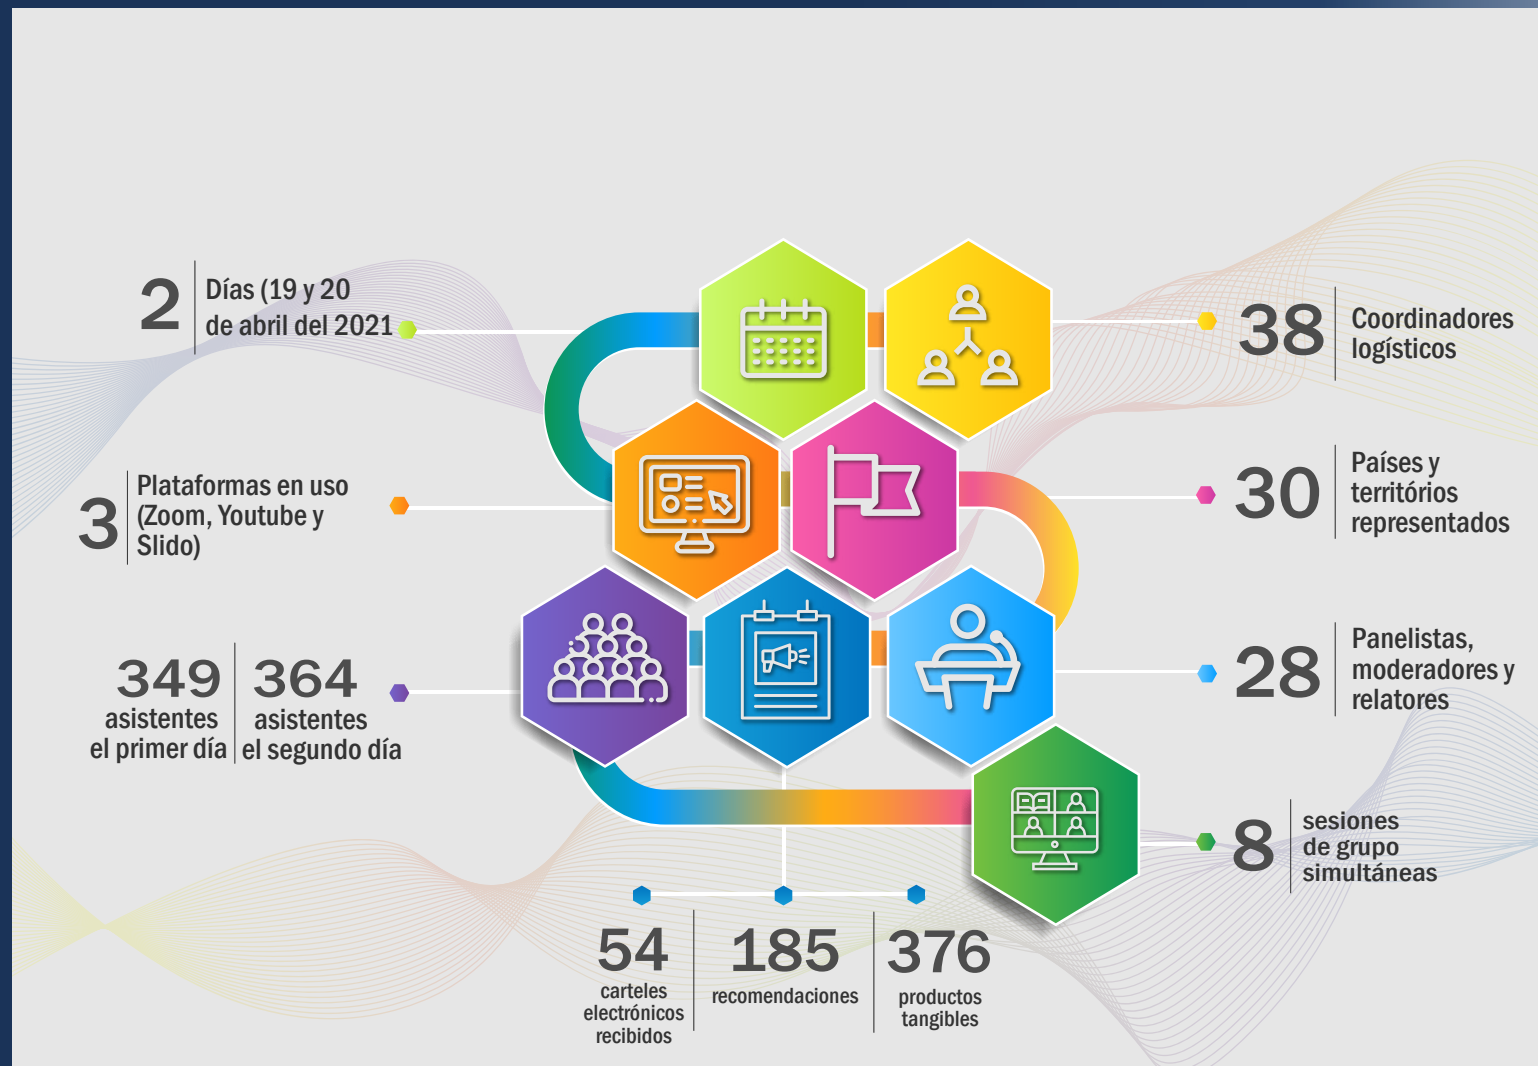 2
Días (19 y 20
de abril del 2021
38
Coordinadores
logísticos
3
Plataformas en uso
(Zoom, Youtube y
Slido)
30
Países y
territórios
representados
349
asistentes
el primer día
364
asistentes
el segundo día
28
Panelistas,
moderadores y
relatores
8
sesiones
de grupo
simultáneas
54
carteles
electrónicos
recibidos
185
recomendaciones
376
productos
tangibles